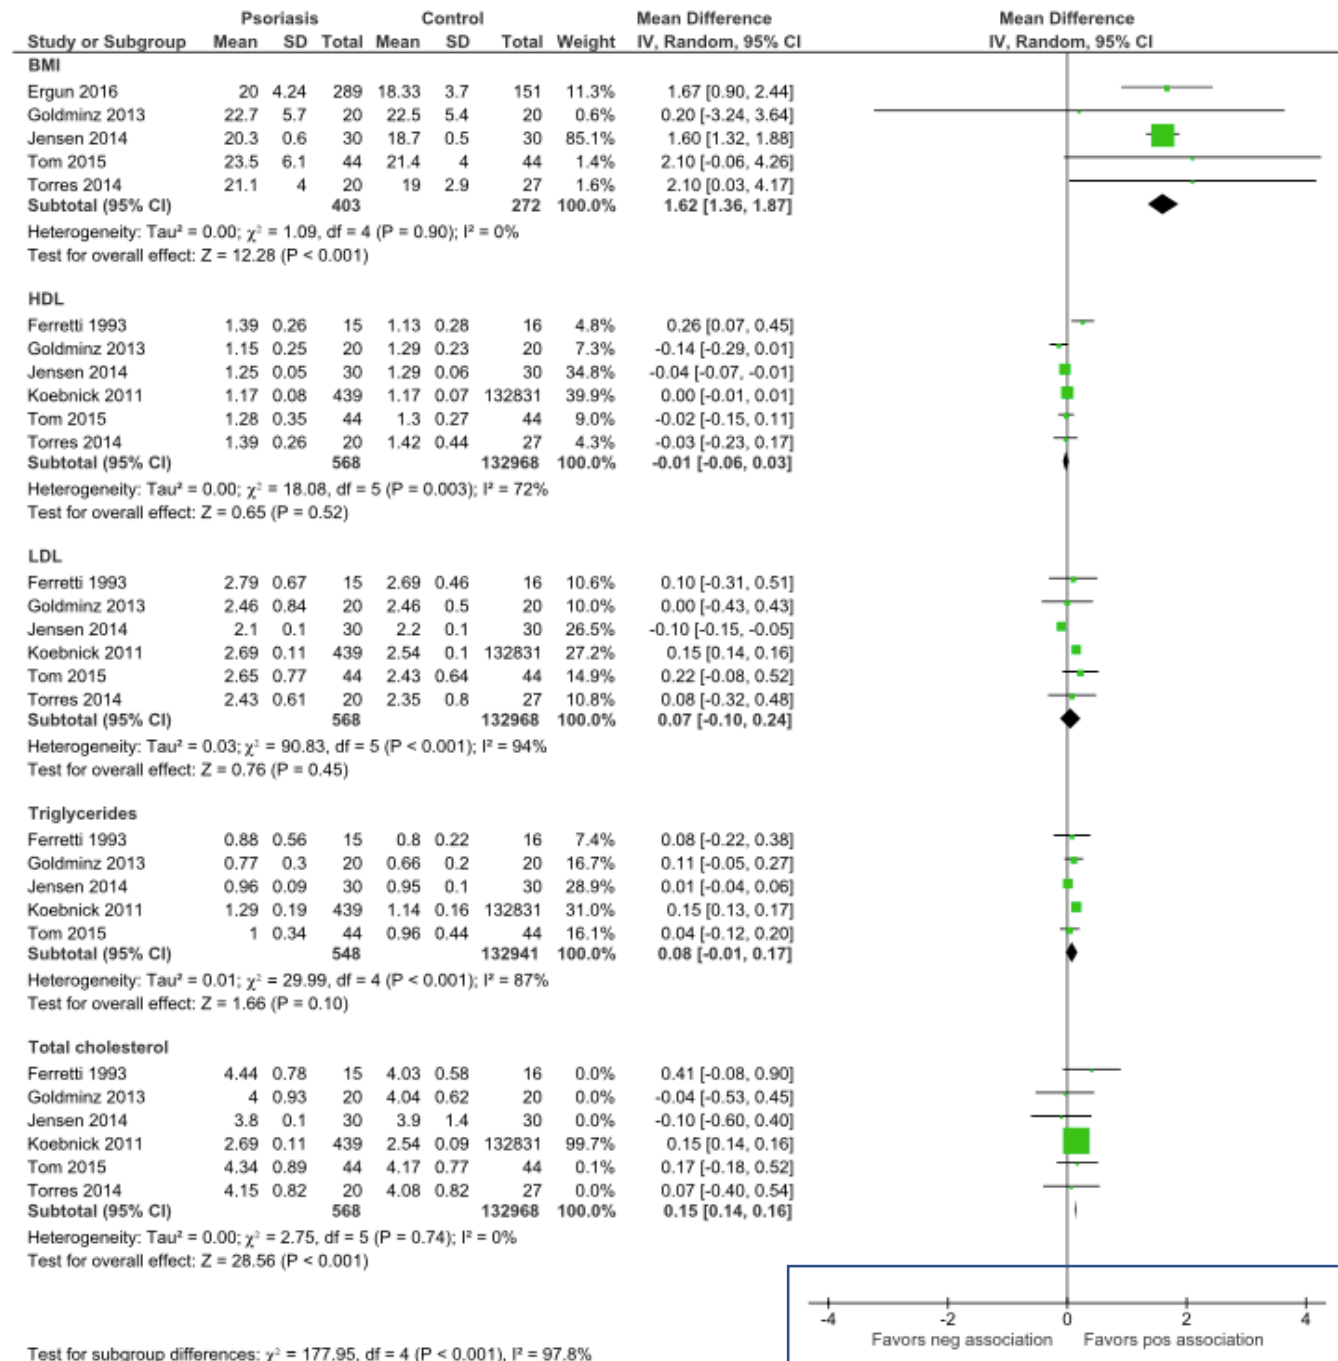 Psoriasis Control Mean Difference Mean Difference
Study or Subgroup Mean SD Total Mean SD Total Weight IV, Random, 95% CI IV, Random, 95% CI
BMI
Ergun 2016 20 4.24 289 18.33 3.7 151 11.3% 1.67 [0.90, 2.44]
Goldminz 2013 22.7 5.7 20 22.5 5.4 20 0.6% 0.20 [-3.24, 3.64]
Jensen 2014 20.3 0.6 30 18.7 0.5 30 85.1% 1.60 [1.32, 1.88]
Tom 2015 23.5 6.1 44 21.4 4 44 1.4% 2.10 [-0.06, 4.26]
Torres 2014 21.1 4 20 19 2.9 27 1.6% 2.10 [0.03, 4.17]
Subtotal (95% CI) 403 272 100.0% 1.62 [1.36, 1.87]
Heterogeneity: Tau² = 0.00; χ² = 1.09, df = 4 (P = 0.90); I² = 0%
Test for overall effect: Z = 12.28 (P < 0.001)
HDL
Ferretti 1993 1.39 0.26 15 1.13 0.28 16 4.8% 0.26 [0.07, 0.45]
Goldminz 2013 1.15 0.25 20 1.29 0.23 20 7.3% -0.14 [-0.29, 0.01]
Jensen 2014 1.25 0.05 30 1.29 0.06 30 34.8% -0.04 [-0.07, -0.01]
Koebnick 2011 1.17 0.08 439 1.17 0.07 132831 39.9% 0.00 [-0.01, 0.01]
Tom 2015 1.28 0.35 44 1.3 0.27 44 9.0% -0.02 [-0.15, 0.11]
Torres 2014 1.39 0.26 20 1.42 0.44 27 4.3% -0.03 [-0.23, 0.17]
Subtotal (95% CI) 568 132968 100.0% -0.01 [-0.06, 0.03]
Heterogeneity: Tau² = 0.00; χ² = 18.08, df = 5 (P = 0.003); I² = 72%
Test for overall effect: Z = 0.65 (P = 0.52)
LDL
Ferretti 1993 2.79 0.67 15 2.69 0.46 16 10.6% 0.10 [-0.31, 0.51]
Goldminz 2013 2.46 0.84 20 2.46 0.5 20 10.0% 0.00 [-0.43, 0.43]
Jensen 2014 2.1 0.1 30 2.2 0.1 30 26.5% -0.10 [-0.15, -0.05]
Koebnick 2011 2.69 0.11 439 2.54 0.1 132831 27.2% 0.15 [0.14, 0.16]
Tom 2015 2.65 0.77 44 2.43 0.64 44 14.9% 0.22 [-0.08, 0.52]
Torres 2014 2.43 0.61 20 2.35 0.8 27 10.8% 0.08 [-0.32, 0.48]
Subtotal (95% CI) 568 132968 100.0% 0.07 [-0.10, 0.24]
Heterogeneity: Tau² = 0.03; χ² = 90.83, df = 5 (P < 0.001); I² = 94%
Test for overall effect: Z = 0.76 (P = 0.45)
Triglycerides
Ferretti 1993 0.88 0.56 15 0.8 0.22 16 7.4% 0.08 [-0.22, 0.38]
Goldminz 2013 0.77 0.3 20 0.66 0.2 20 16.7% 0.11 [-0.05, 0.27]
Jensen 2014 0.96 0.09 30 0.95 0.1 30 28.9% 0.01 [-0.04, 0.06]
Koebnick 2011 1.29 0.19 439 1.14 0.16 132831 31.0% 0.15 [0.13, 0.17]
Tom 2015 1 0.34 44 0.96 0.44 44 16.1% 0.04 [-0.12, 0.20]
Subtotal (95% CI) 548 132941 100.0% 0.08 [-0.01, 0.17]
Heterogeneity: Tau² = 0.01; χ² = 29.99, df = 4 (P < 0.001); I² = 87%
Test for overall effect: Z = 1.66 (P = 0.10)
Total cholesterol
Ferretti 1993 4.44 0.78 15 4.03 0.58 16 0.0% 0.41 [-0.08, 0.90]
Goldminz 2013 4 0.93 20 4.04 0.62 20 0.0% -0.04 [-0.53, 0.45]
Jensen 2014 3.8 0.1 30 3.9 1.4 30 0.0% -0.10 [-0.60, 0.40]
Koebnick 2011 2.69 0.11 439 2.54 0.09 132831 99.7% 0.15 [0.14, 0.16]
Tom 2015 4.34 0.89 44 4.17 0.77 44 0.1% 0.17 [-0.18, 0.52]
Torres 2014 4.15 0.82 20 4.08 0.82 27 0.0% 0.07 [-0.40, 0.54]
Subtotal (95% CI) 568 132968 100.0% 0.15 [0.14, 0.16]
Heterogeneity: Tau² = 0.00; χ² = 2.75, df = 5 (P = 0.74); I² = 0%
Test for overall effect: Z = 28.56 (P < 0.001)
-4 -2 0 2 4
Favors neg association Favors pos association
Test for subgroup differences: χ² = 177.95, df = 4 (P < 0.001), I² = 97.8%